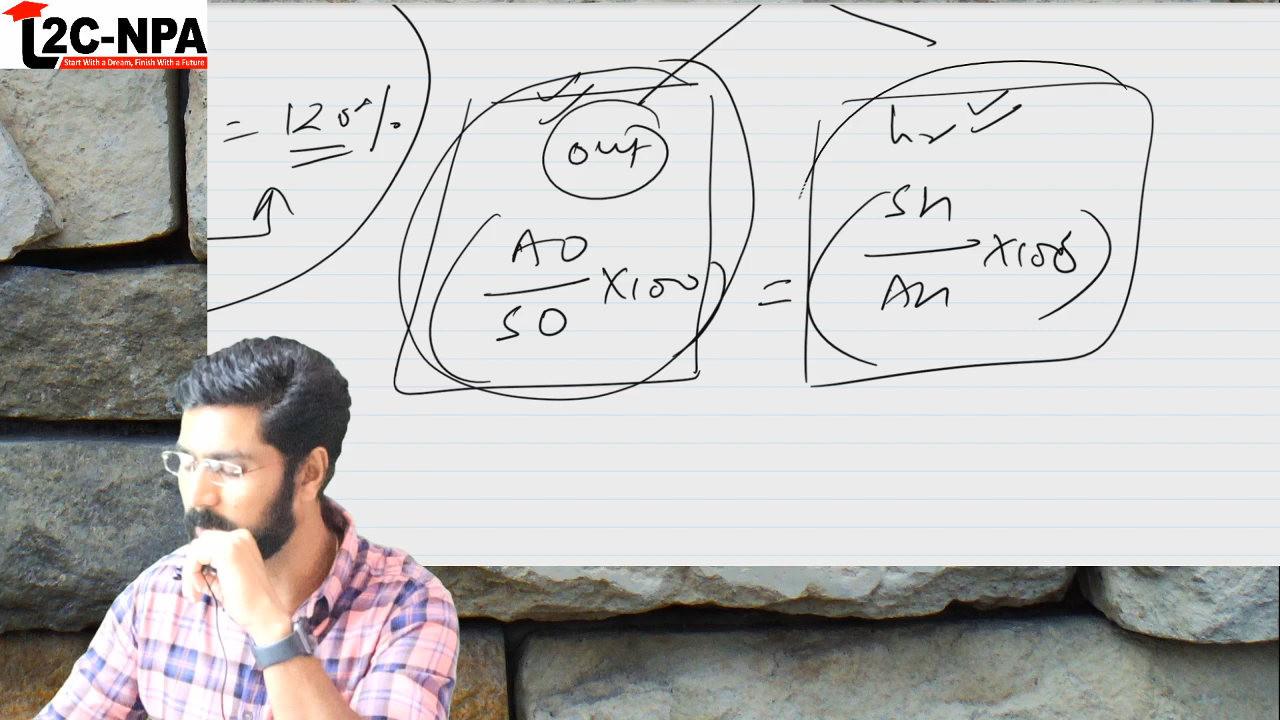 L2C-NPA
Start With a Dream, Finish With a Future
= 120%
out
AO
SO
X100
=
hr
SH
AH
X100